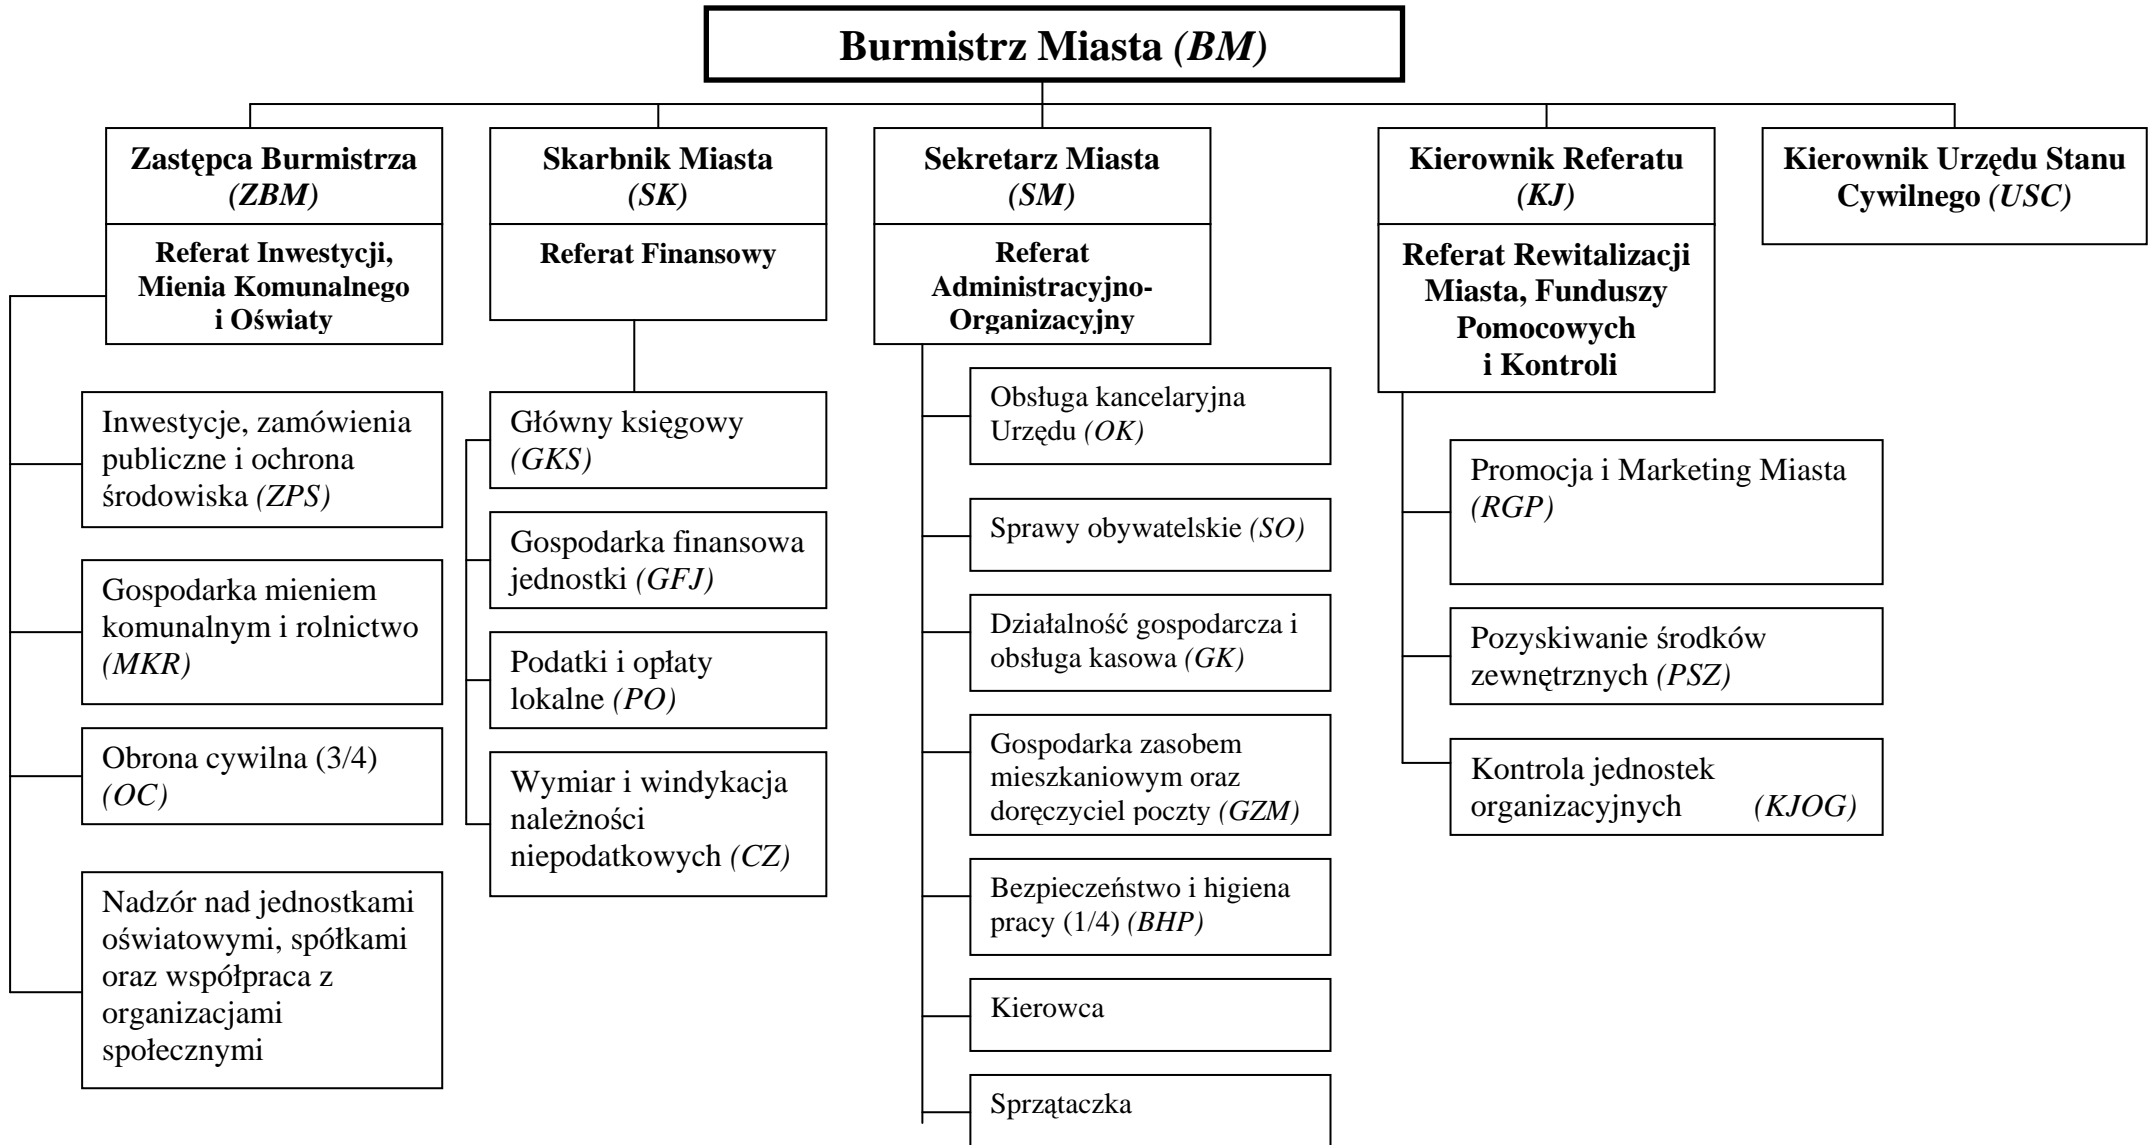 Burmistrz Miasta (BM)
Zastępca Burmistrza
(ZBM)
Referat Inwestycji,
Mienia Komunalnego
i Oświaty
Inwestycje, zamówienia
publiczne i ochrona
środowiska (ZPS)
Gospodarka mieniem
komunalnym i rolnictwo
(MKR)
Obrona cywilna (3/4)
(OC)
Nadzór nad jednostkami
oświatowymi, spółkami
oraz współpraca z
organizacjami
społecznymi
Skarbnik Miasta
(SK)
Referat Finansowy
Główny księgowy
(GKS)
Gospodarka finansowa
jednostki (GFJ)
Podatki i opłaty
lokalne (PO)
Wymiar i windykacja
należności
niepodatkowych (CZ)
Sekretarz Miasta
(SM)
Referat
Administracyjno-
Organizacyjny
Obsługa kancelaryjna
Urzędu (OK)
Sprawy obywatelskie (SO)
Działalność gospodarcza i
obsługa kasowa (GK)
Gospodarka zasobem
mieszkaniowym oraz
doręczyciel poczty (GZM)
Bezpieczeństwo i higiena
pracy (1/4) (BHP)
Kierowca
Sprzątaczka
Kierownik Referatu
(KJ)
Referat Rewitalizacji
Miasta, Funduszy
Pomocowych
i Kontroli
Promocja i Marketing Miasta
(RGP)
Pozyskiwanie środków
zewnętrznych (PSZ)
Kontrola jednostek
organizacyjnych (KJOG)
Kierownik Urzędu Stanu
Cywilnego (USC)